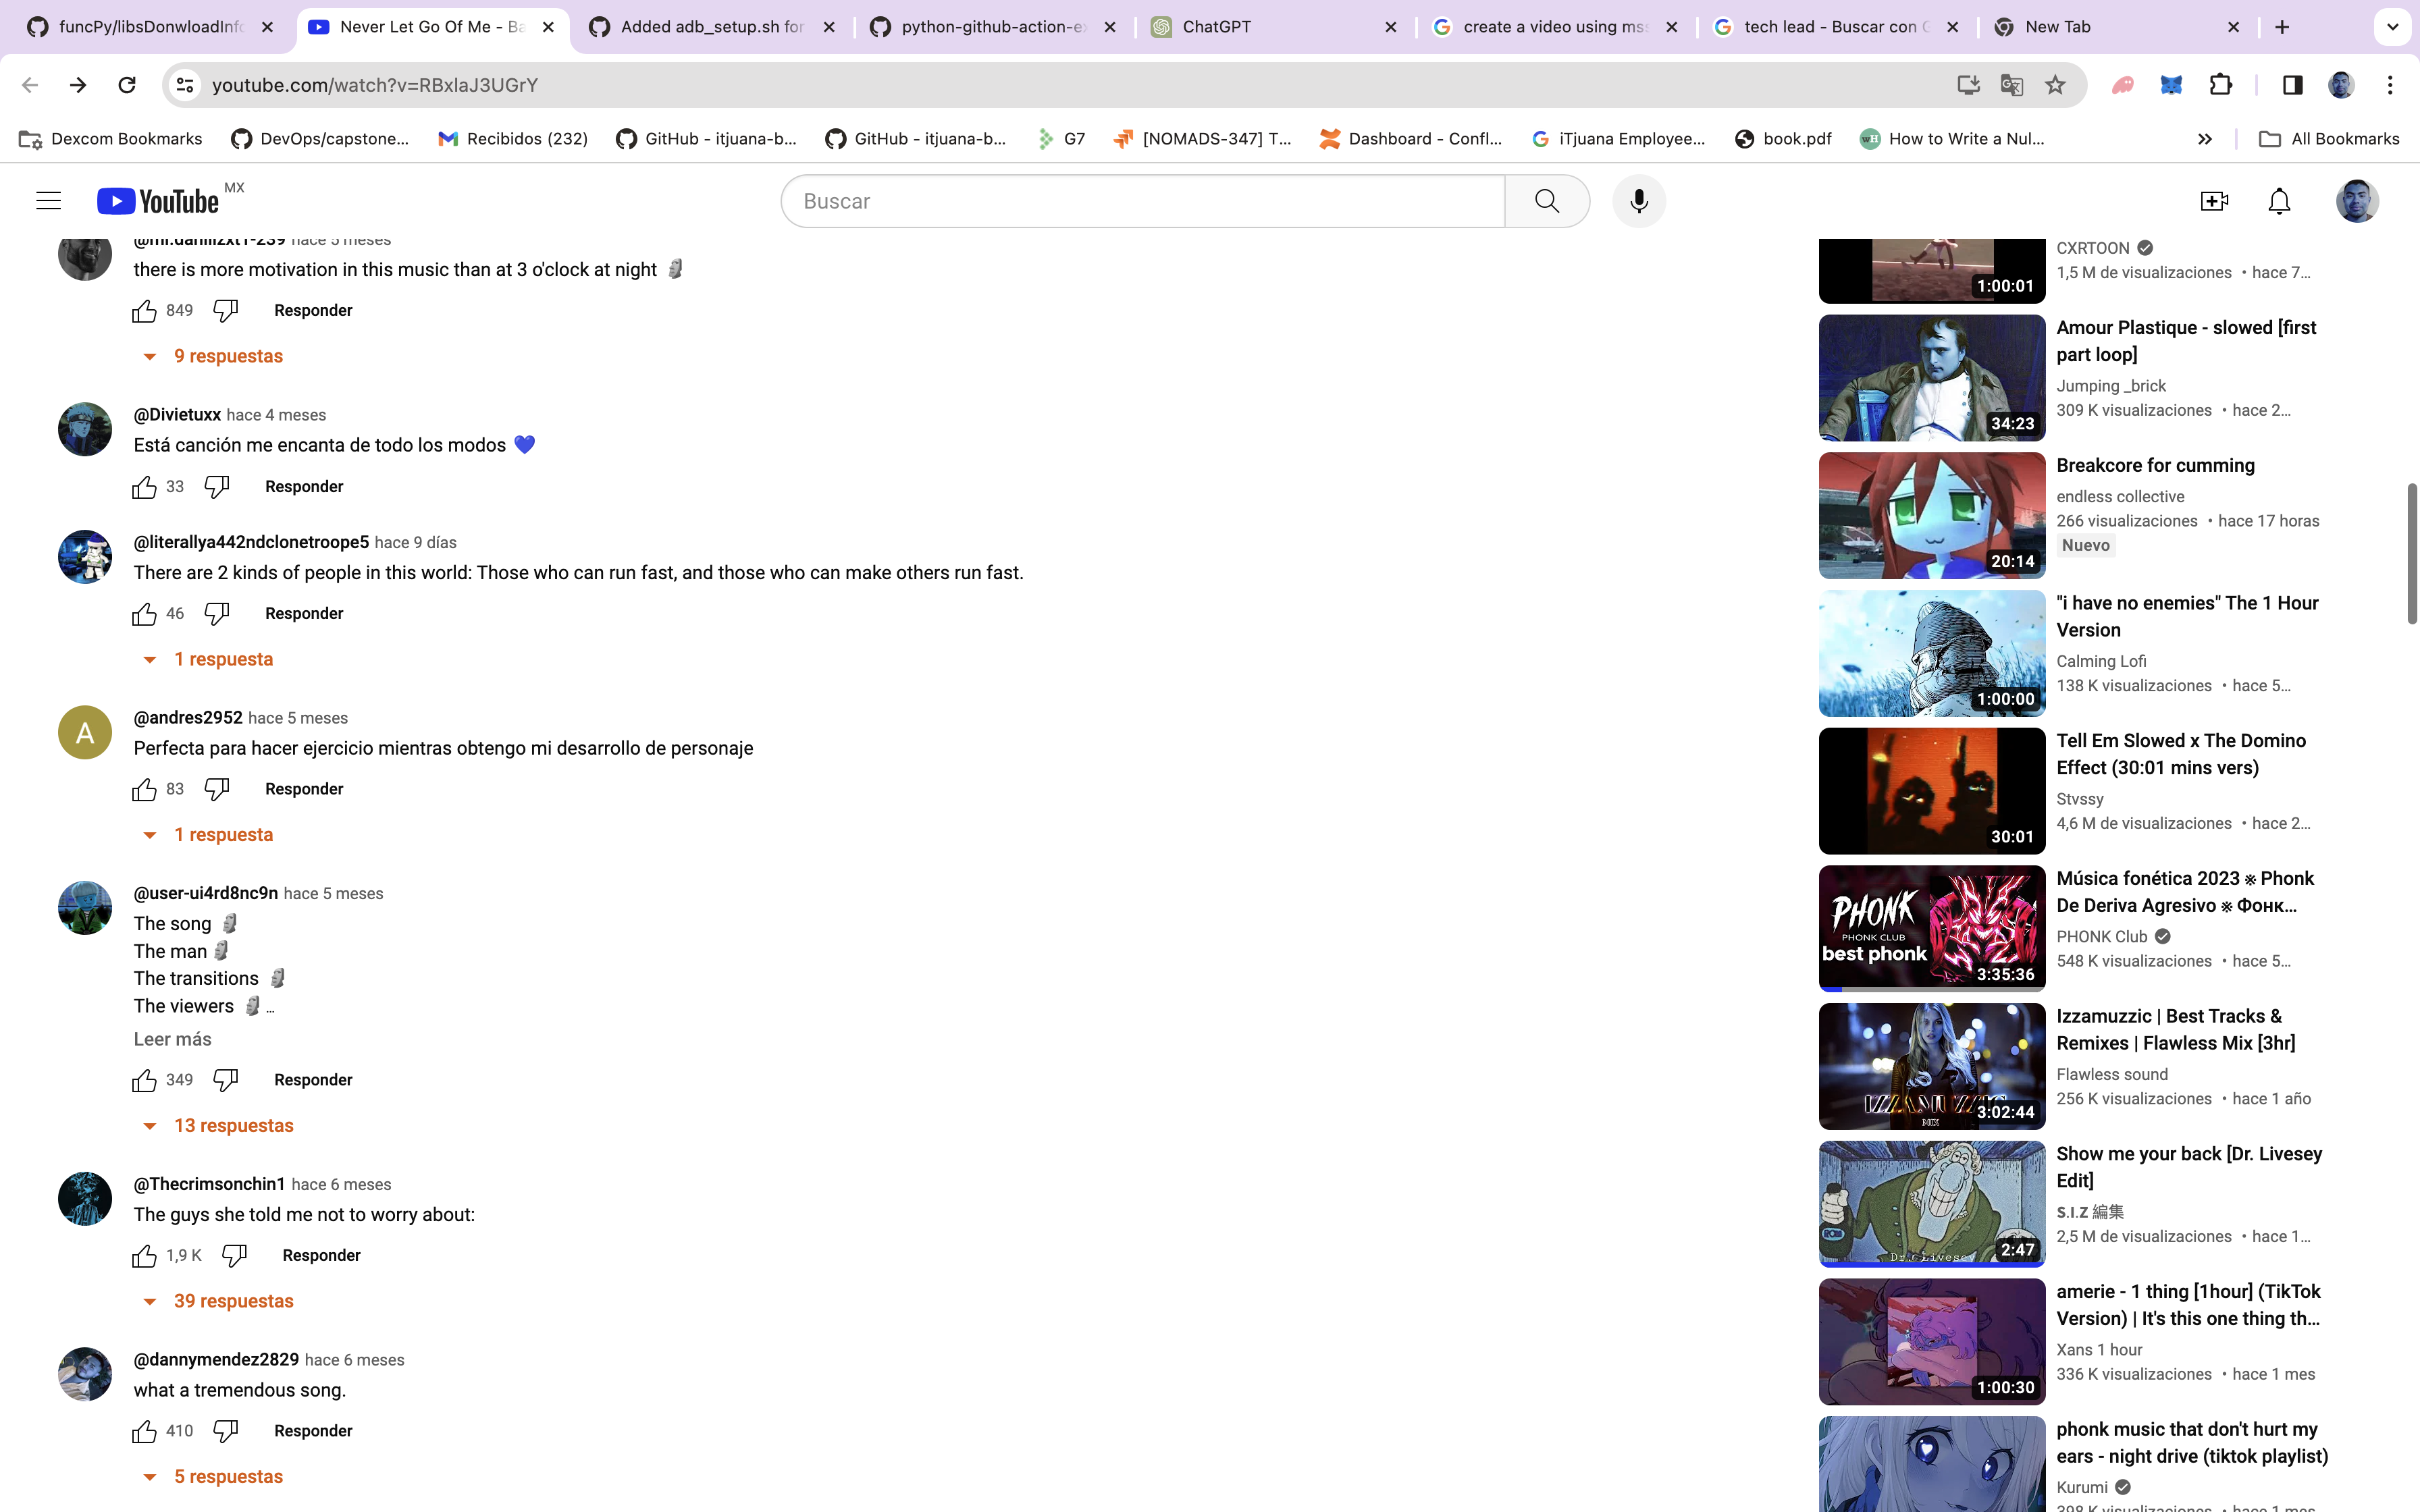 funcPy/libsDonwloadInfo
Never Let Go Of Me - Ba
Added adb_setup.sh for
python-github-action-ex
ChatGPT
create a video using mss
tech lead - Buscar con G
New Tab
youtube.com/watch?v=RBxlaJ3UGrY
Dexcom Bookmarks
DevOps/capstone...
Recibidos (232)
GitHub - itjuana-b...
GitHub - itjuana-b...
G7
[NOMADS-347] T...
Dashboard - Confl...
iTjuana Employee...
book.pdf
How to Write a Nul...
All Bookmarks
YouTube MX
Buscar
hace 5 meses
there is more motivation in this music than at 3 o'clock at night 🗿
849 Responder
9 respuestas
@Divietuxx hace 4 meses
Está canción me encanta de todo los modos 💙
33 Responder
@literallya442ndclonetroope5 hace 9 días
There are 2 kinds of people in this world: Those who can run fast, and those who can make others run fast.
46 Responder
1 respuesta
A
@andres2952 hace 5 meses
Perfecta para hacer ejercicio mientras obtengo mi desarrollo de personaje
83 Responder
1 respuesta
@user-ui4rd8nc9n hace 5 meses
The song 🗿
The man 🗿
The transitions 🗿
The viewers 🗿 ...
Leer más
349 Responder
13 respuestas
@Thecrimsonchin1 hace 6 meses
The guys she told me not to worry about:
1,9 K Responder
39 respuestas
@dannymendez2829 hace 6 meses
what a tremendous song.
410 Responder
5 respuestas
1:00:01
CXRTOON
1,5 M de visualizaciones • hace 7...
34:23
Amour Plastique - slowed [first
part loop]
Jumping _brick
309 K visualizaciones • hace 2...
20:14
Breakcore for cumming
endless collective
266 visualizaciones • hace 17 horas
Nuevo
1:00:00
"i have no enemies" The 1 Hour
Version
Calming Lofi
138 K visualizaciones • hace 5...
30:01
Tell Em Slowed x The Domino
Effect (30:01 mins vers)
Stvssy
4,6 M de visualizaciones • hace 2...
PHONK
PHONK CLUB
best phonk
3:35:36
Música fonética 2023 ※ Phonk
De Deriva Agresivo ※ Фонк...
PHONK Club
548 K visualizaciones • hace 5...
3:02:44
Izzamuzzic | Best Tracks &
Remixes | Flawless Mix [3hr]
Flawless sound
256 K visualizaciones • hace 1 año
Dr. Livesey
2:47
Show me your back [Dr. Livesey
Edit]
S.I.Z 編集
2,5 M de visualizaciones • hace 1...
1:00:30
amerie - 1 thing [1hour] (TikTok
Version) | It's this one thing th...
Xans 1 hour
336 K visualizaciones • hace 1 mes
phonk music that don't hurt my
ears - night drive (tiktok playlist)
Kurumi
398 K visualizaciones • hace 1 mes